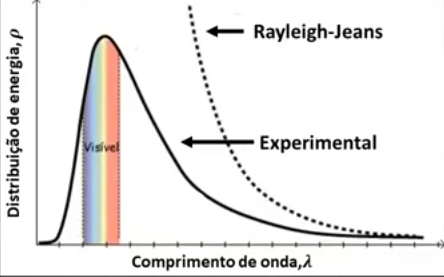 Rayleigh-Jeans
Distribuição de energia, ρ
Experimental
Visível
Comprimento de onda, λ